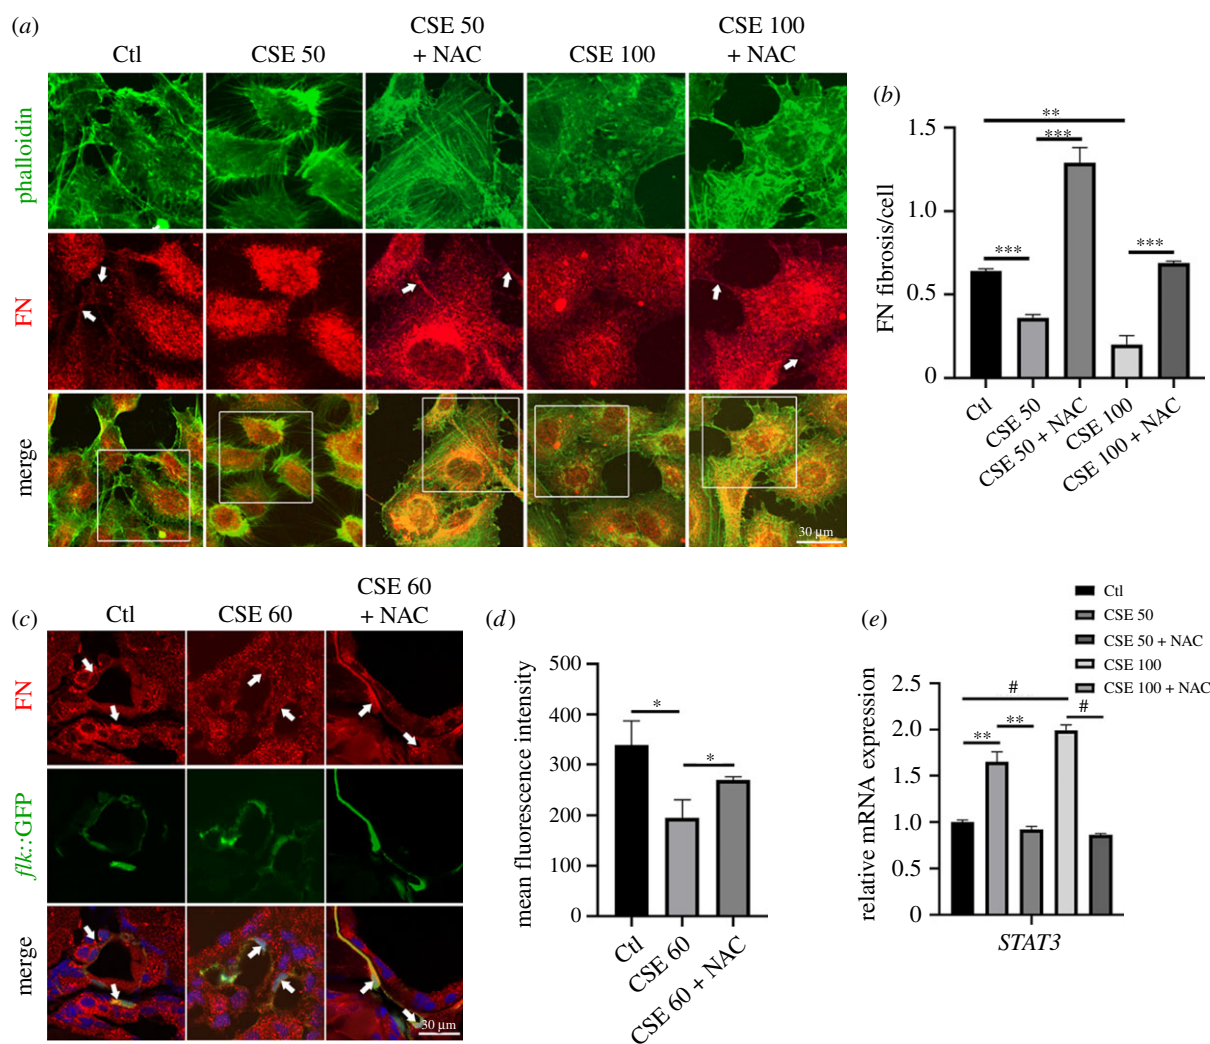 (a)
Ctl
CSE 50
CSE 50
+ NAC
CSE 100
CSE 100
+ NAC
phalloidin
FN
merge
30 µm
(b)
FN fibrosis/cell
1.5
1.0
0.5
0
**
***
***
***
Ctl
CSE 50
CSE 50 + NAC
CSE 100
CSE 100 + NAC
(c)
Ctl
CSE 60
CSE 60
+ NAC
FN
flk::GFP
merge
30 µm
(d)
mean fluorescence intensity
500
400
300
200
100
0
*
*
Ctl
CSE 60
CSE 60 + NAC
(e)
Ctl
CSE 50
CSE 50 + NAC
CSE 100
CSE 100 + NAC
relative mRNA expression
2.5
2.0
1.5
1.0
0.5
0
#
**
**
#
STAT3